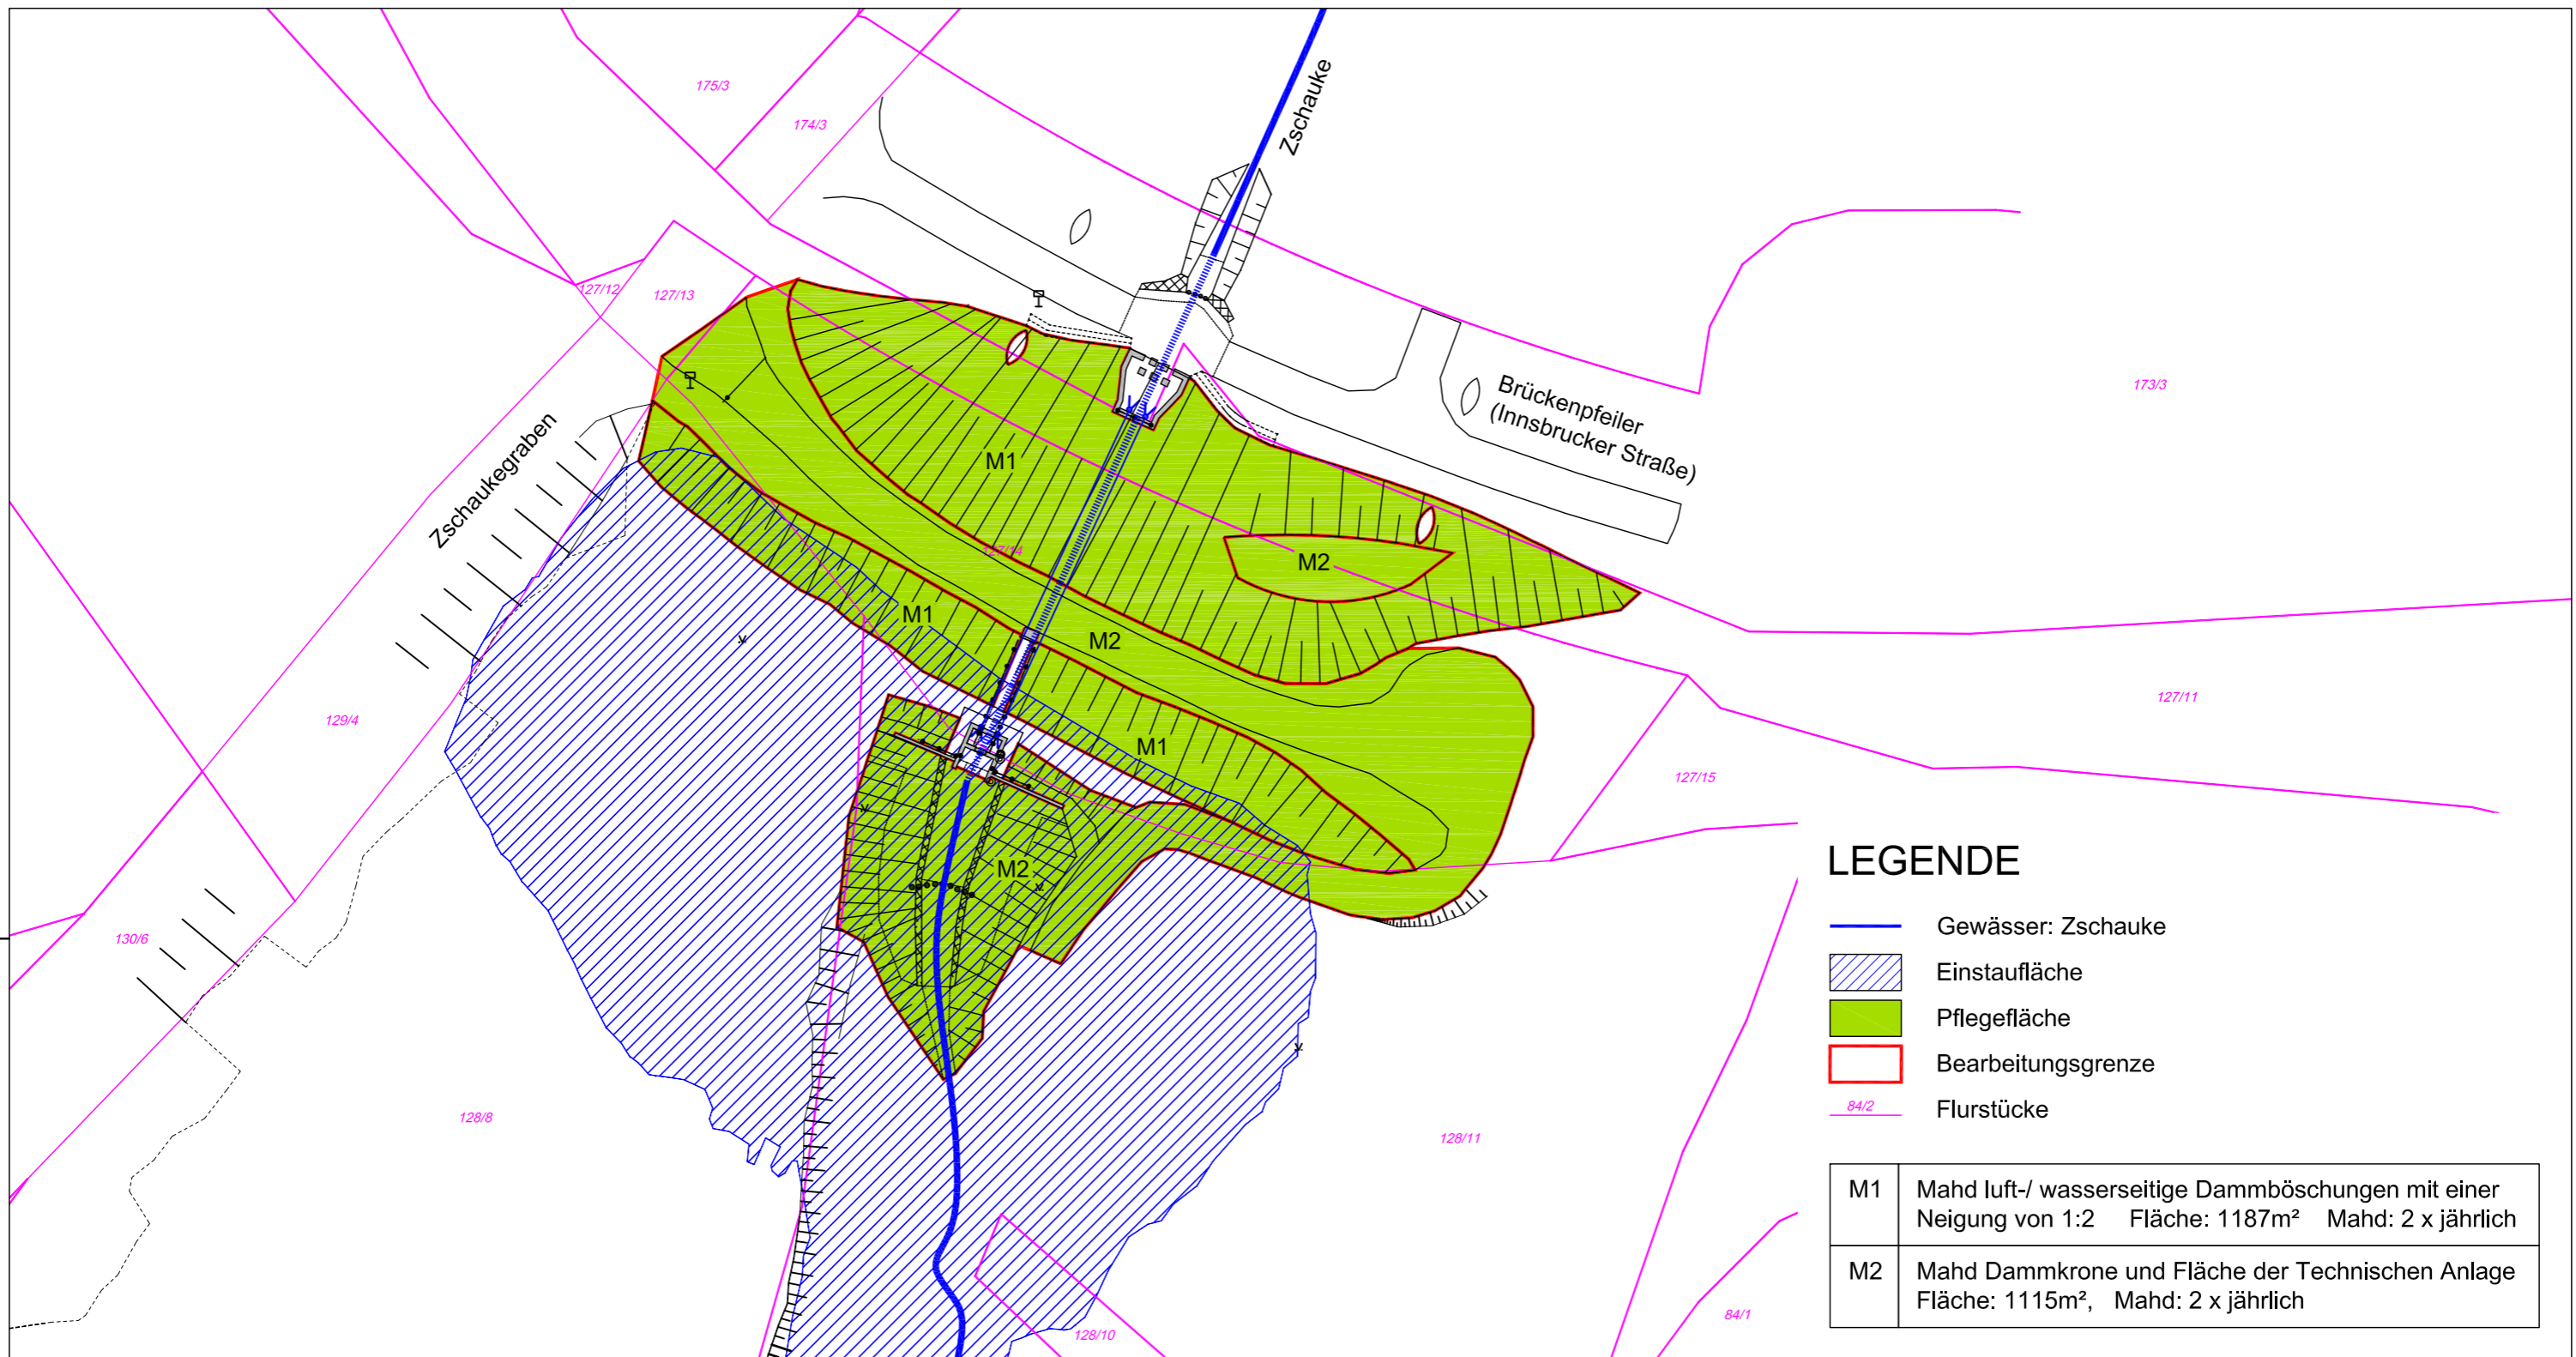 175/3
174/3
Zschauke
127/12
127/13
Brückenpfeiler
(Innsbrucker Straße)
173/3
Zschaukegraben
M1
127/14
M2
M1
M2
127/11
129/4
M1
127/15
M2
130/6
128/8
128/11
128/10
84/1
LEGENDE
Gewässer: Zschauke
Einstaufläche
Pflegefläche
Bearbeitungsgrenze
84/2 Flurstücke
M1 Mahd luft-/ wasserseitige Dammböschungen mit einer
Neigung von 1:2 Fläche: 1187m² Mahd: 2 x jährlich
M2 Mahd Dammkrone und Fläche der Technischen Anlage
Fläche: 1115m², Mahd: 2 x jährlich